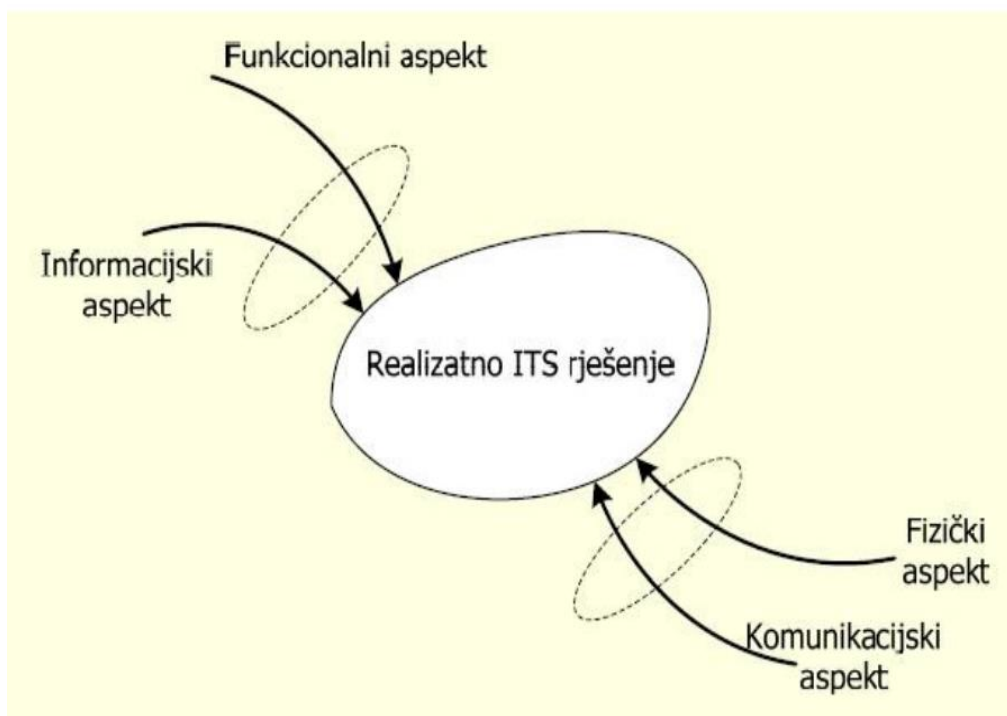 Funkcionalni aspekt
Informacijski
aspekt
Realizatno ITS rješenje
Fizički
aspekt
Komunikacijski
aspekt